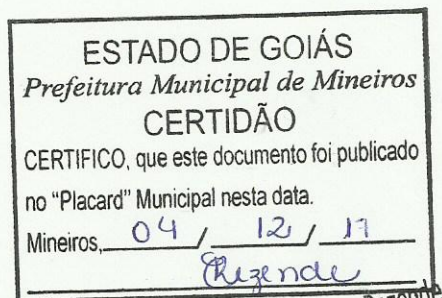 ESTADO DE GOIÁS
Prefeitura Municipal de Mineiros
CERTIDÃO
CERTIFICO, que este documento foi publicado
no "Placard" Municipal nesta data.
Mineiros, 04 / 12 / 17
Rezende